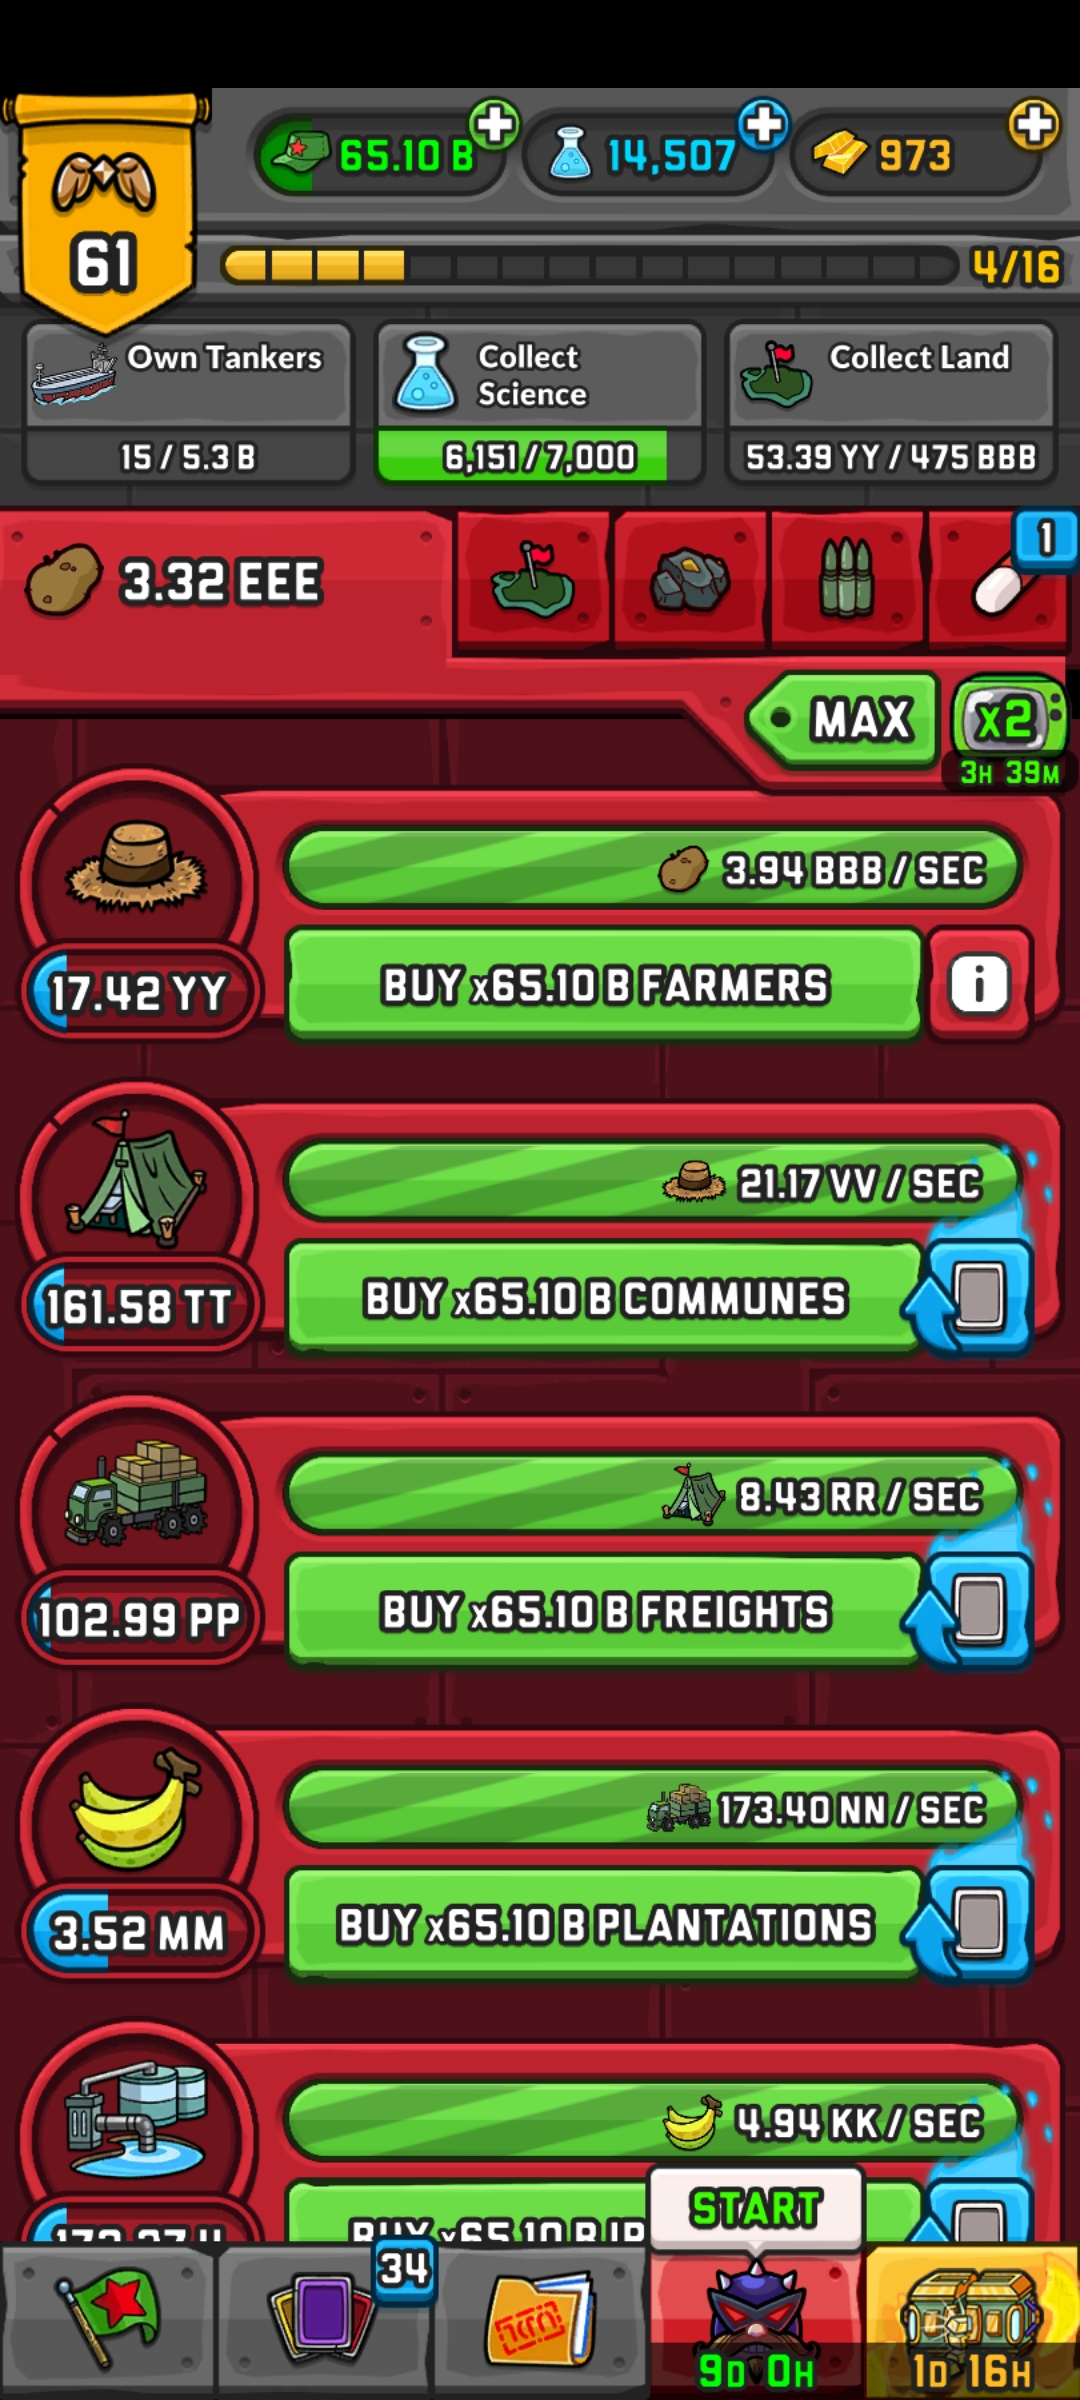 65.10 B
14,507
973
61
4/16
Own Tankers
15 / 5.3 B
Collect
Science
6,151 / 7,000
Collect Land
53.39 YY / 475 BBB
3.32 EEE
1
MAX
x2
3H 39M
3.94 BBB / SEC
17.42 YY
BUY x65.10 B FARMERS
i
21.17 VV / SEC
161.58 TT
BUY x65.10 B COMMUNES
8.43 RR / SEC
102.99 PP
BUY x65.10 B FREIGHTS
173.40 NN / SEC
3.52 MM
BUY x65.10 B PLANTATIONS
4.94 KK / SEC
BUY x65.10 B
START
34
9D 0H
1D 16H